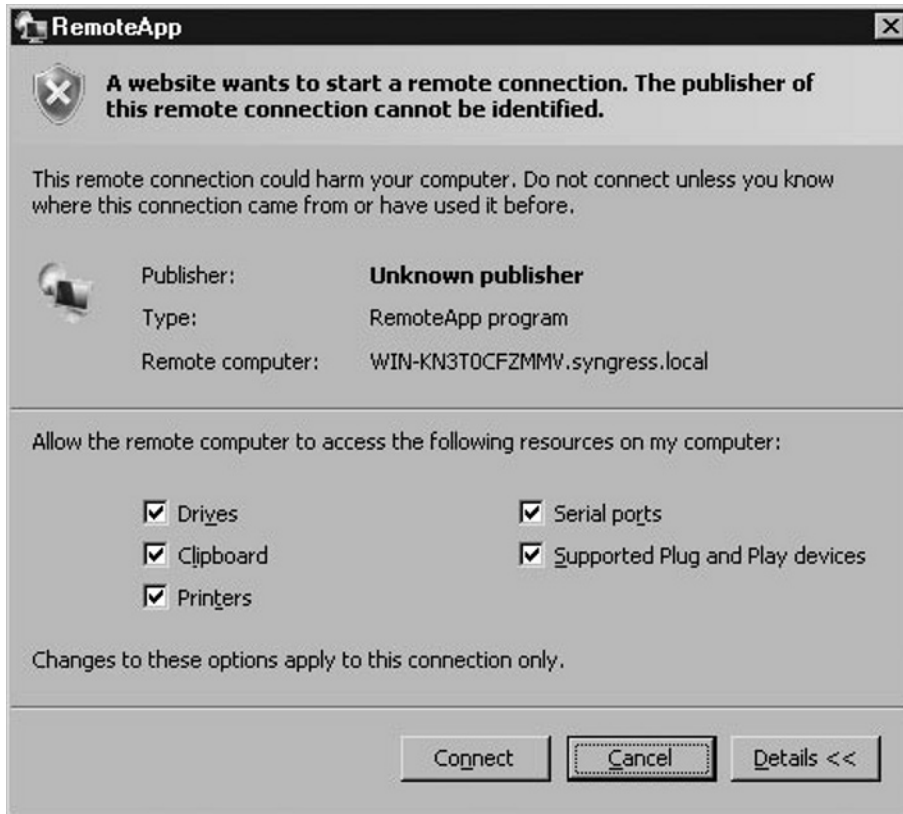 RemoteApp
A website wants to start a remote connection. The publisher of
this remote connection cannot be identified.
This remote connection could harm your computer. Do not connect unless you know
where this connection came from or have used it before.
Publisher: Unknown publisher
Type: RemoteApp program
Remote computer: WIN-KN3T0CFZMMV.syngress.local
Allow the remote computer to access the following resources on my computer:
Drives Serial ports
Clipboard Supported Plug and Play devices
Printers
Changes to these options apply to this connection only.
Connect Cancel Details <<